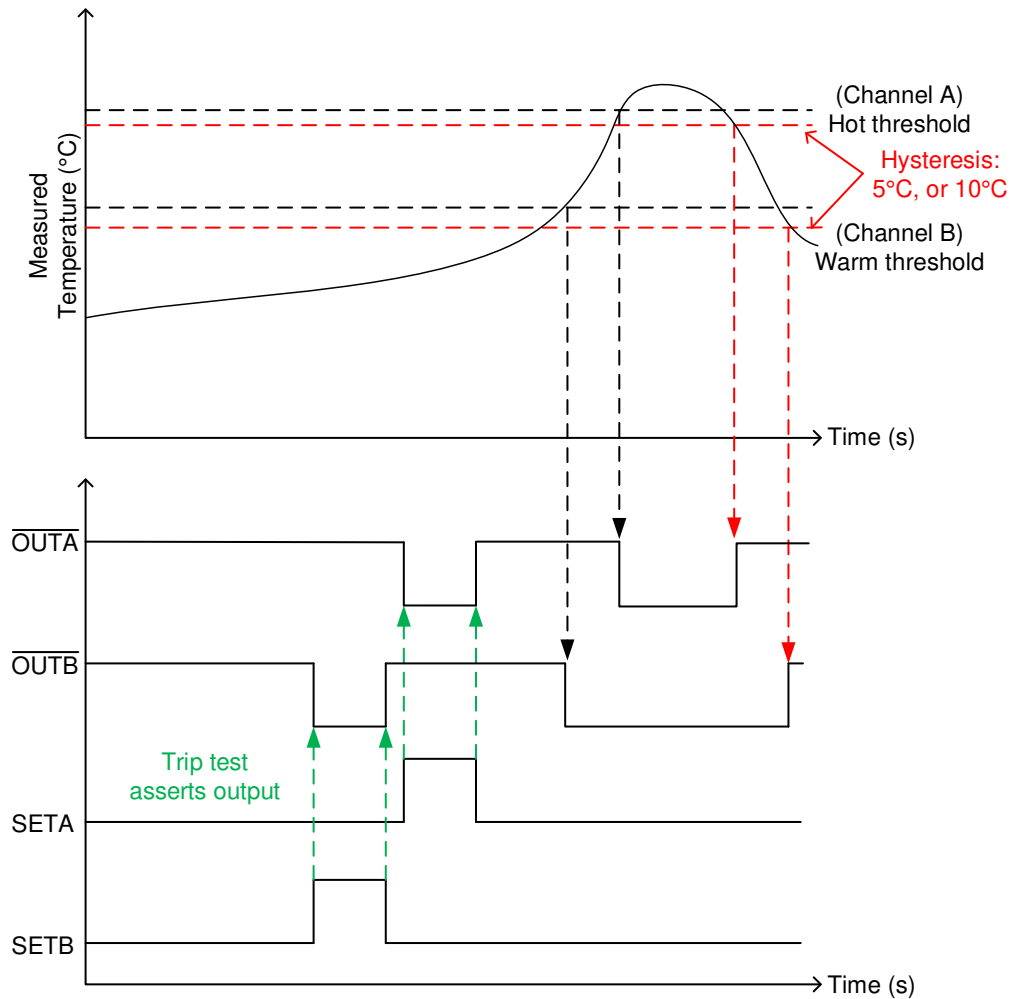 Measured
Temperature (°C)
(Channel A)
Hot threshold
Hysteresis:
5°C, or 10°C
(Channel B)
Warm threshold
Time (s)
OUTA
OUTB
Trip test
asserts output
SETA
SETB
Time (s)